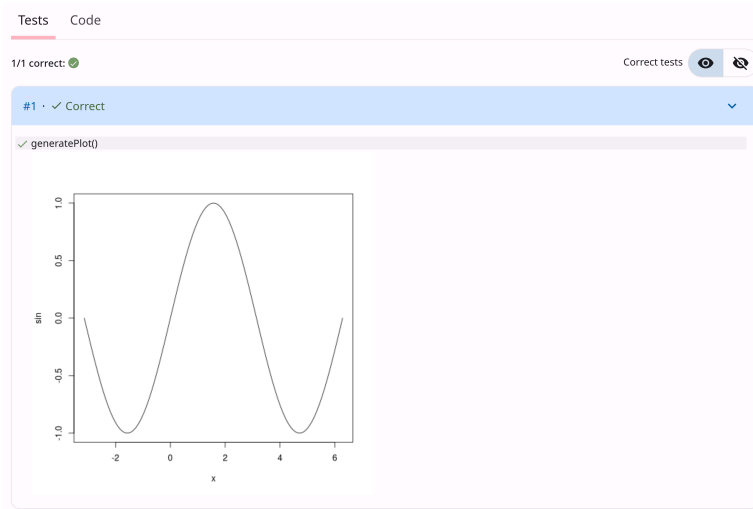 Tests Code
1/1 correct:
Correct tests
#1 · ✓ Correct
✓ generatePlot()
1.0
0.5
0.0
-0.5
-1.0
sin
-2 0 2 4 6
x